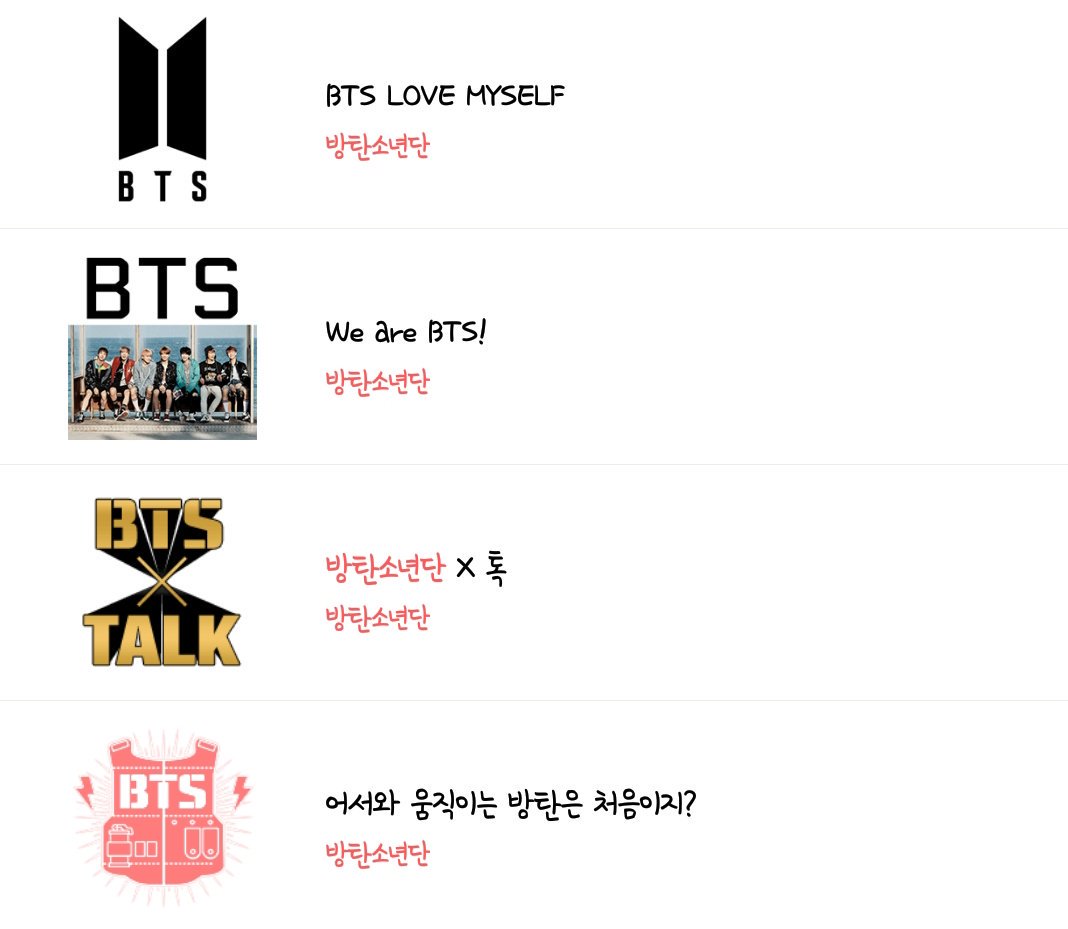 BTS
BTS LOVE MYSELF
방탄소년단
BTS
We are BTS!
방탄소년단
BTS
TALK
방탄소년단 X 톡
방탄소년단
BTS
어서와 움직이는 방탄은 처음이지?
방탄소년단